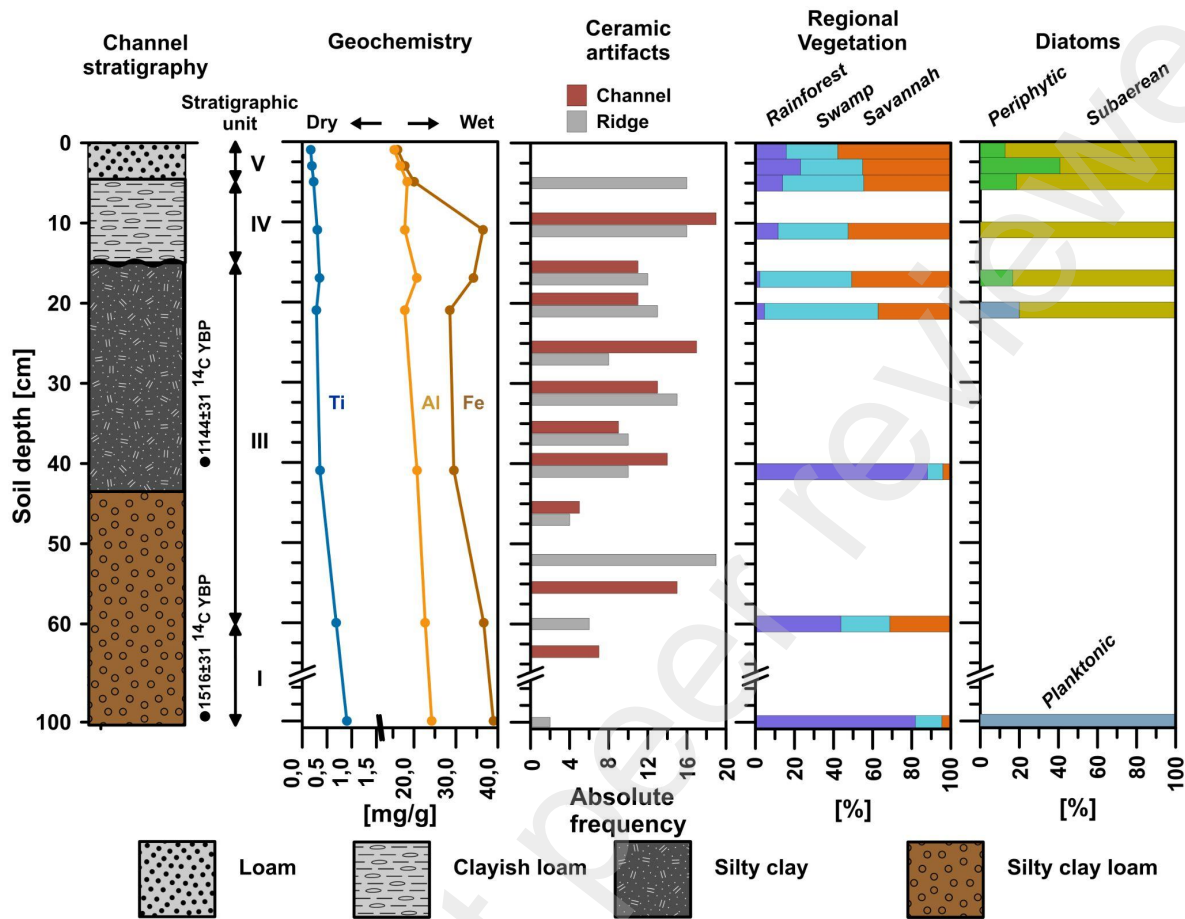 Channel
stratigraphy
Geochemistry
Ceramic
artifacts
Regional
Vegetation
Diatoms
Channel
Ridge
Rainforest
Swamp
Savannah
Periphytic
Subaerean
Stratigraphic
unit
Dry
Wet
Soil depth [cm]
0
10
20
30
40
50
60
100
●1144±31 ¹⁴C YBP
●1516±31 ¹⁴C YBP
V
IV
III
I
Ti
Al
Fe
Planktonic
0,0
0,5
1,0
1,5
20,0
30,0
40,0
[mg/g]
0
4
8
12
16
20
Absolute
frequency
0
20
40
60
80
100
[%]
0
20
40
60
80
100
[%]
Loam
Clayish loam
Silty clay
Silty clay loam
t peer reviewe